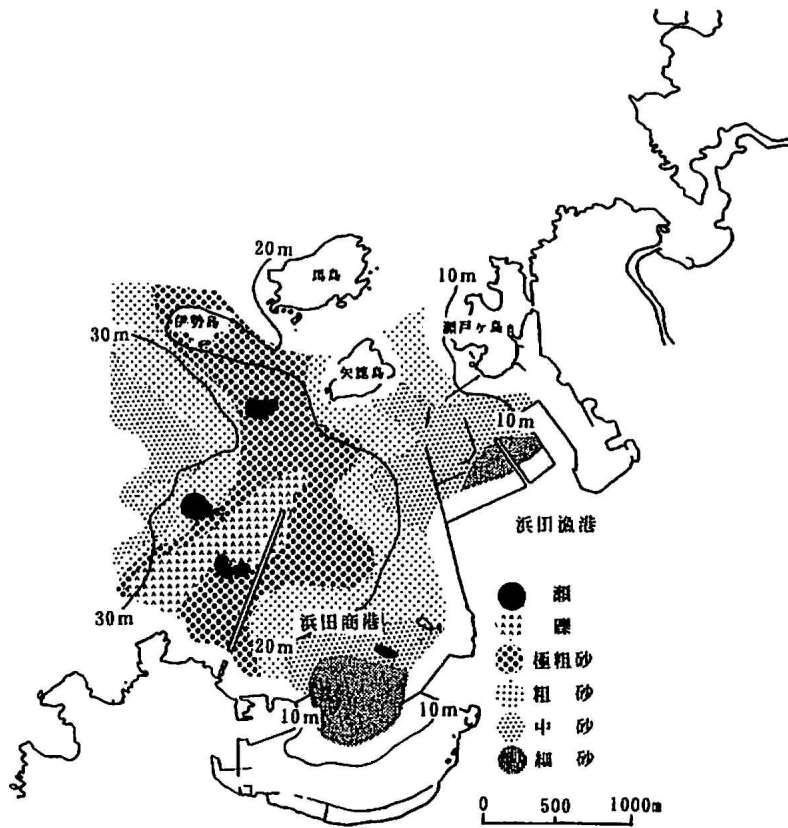 20m
馬島
10m
瀬戸ヶ島
伊勢島
30m
矢箆島
10m
浜田漁港
瀬
礫
30m
浜田商港
極粗砂
20m
粗 砂
10m
10m
中 砂
細 砂
0 500 1000m